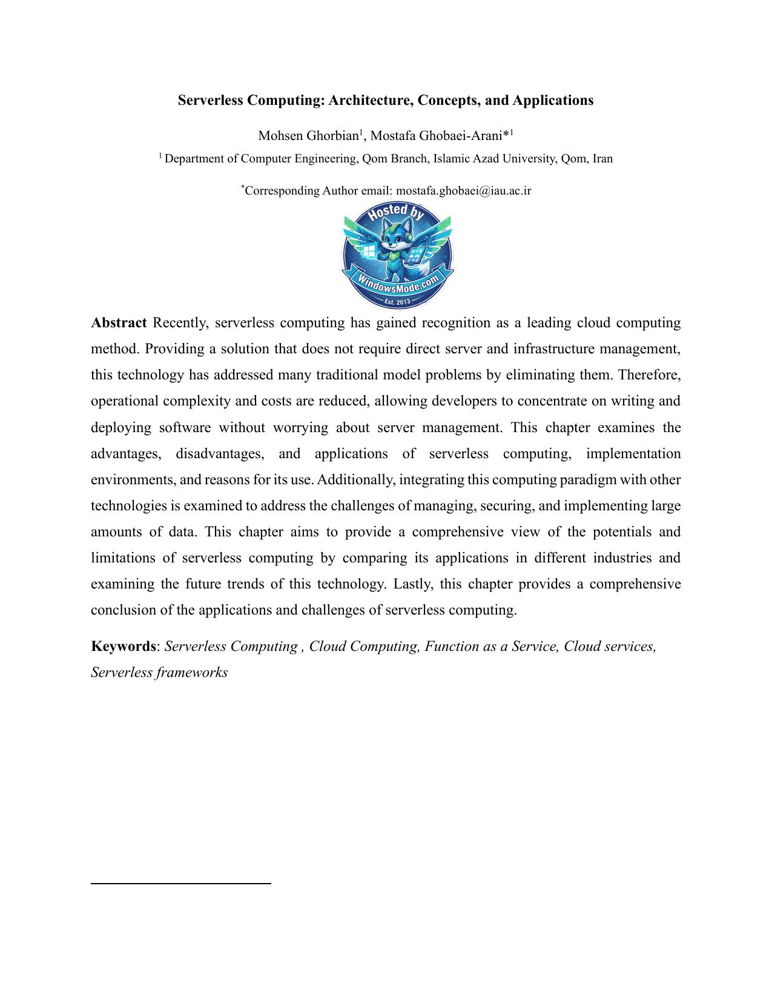 Serverless Computing: Architecture, Concepts, and Applications
Mohsen Ghorbian1, Mostafa Ghobaei-Arani*1
1 Department of Computer Engineering, Qom Branch, Islamic Azad University, Qom, Iran
*Corresponding Author email: mostafa.ghobaei@iau.ac.ir
Hosted by
WindowsMode.com
Est. 2013
Abstract Recently, serverless computing has gained recognition as a leading cloud computing
method. Providing a solution that does not require direct server and infrastructure management,
this technology has addressed many traditional model problems by eliminating them. Therefore,
operational complexity and costs are reduced, allowing developers to concentrate on writing and
deploying software without worrying about server management. This chapter examines the
advantages, disadvantages, and applications of serverless computing, implementation
environments, and reasons for its use. Additionally, integrating this computing paradigm with other
technologies is examined to address the challenges of managing, securing, and implementing large
amounts of data. This chapter aims to provide a comprehensive view of the potentials and
limitations of serverless computing by comparing its applications in different industries and
examining the future trends of this technology. Lastly, this chapter provides a comprehensive
conclusion of the applications and challenges of serverless computing.
Keywords: Serverless Computing , Cloud Computing, Function as a Service, Cloud services,
Serverless frameworks